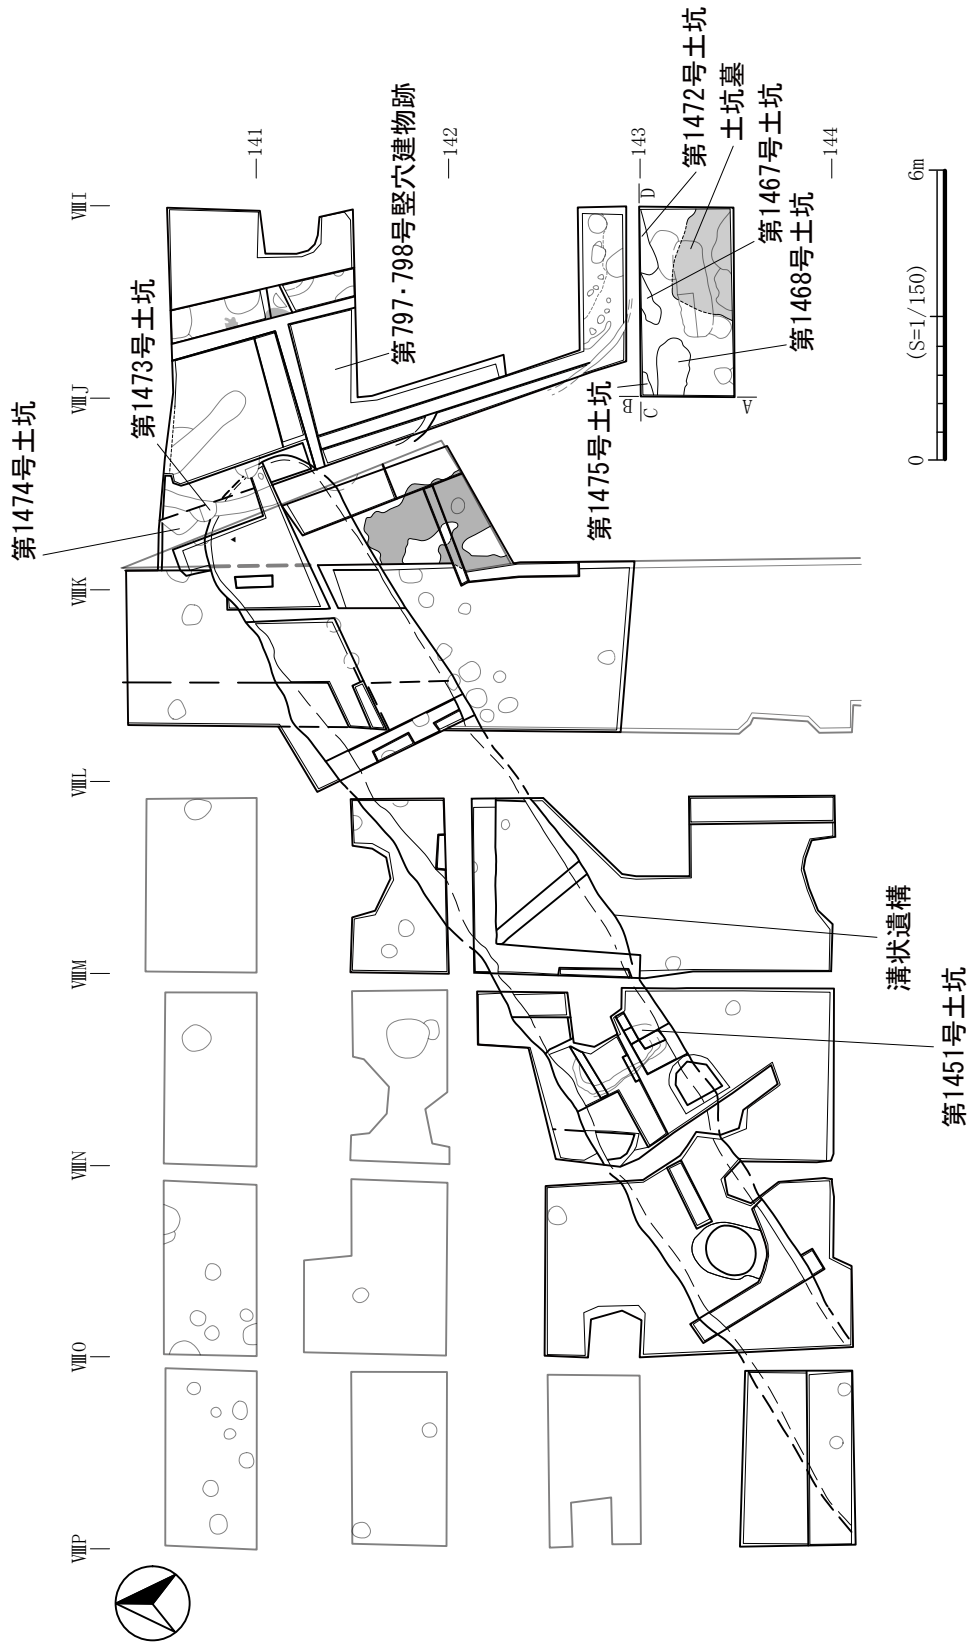 ⅧP
ⅧO
ⅧN
ⅧM
ⅧL
ⅧK
ⅧJ
ⅧI
141
142
143
144
第1474号土坑
第1473号土坑
第797・798号竪穴建物跡
第1472号土坑
土坑墓
第1467号土坑
第1468号土坑
第1475号土坑
A
B
C
D
溝状遺構
第1451号土坑
0
(S=1/150)
6m